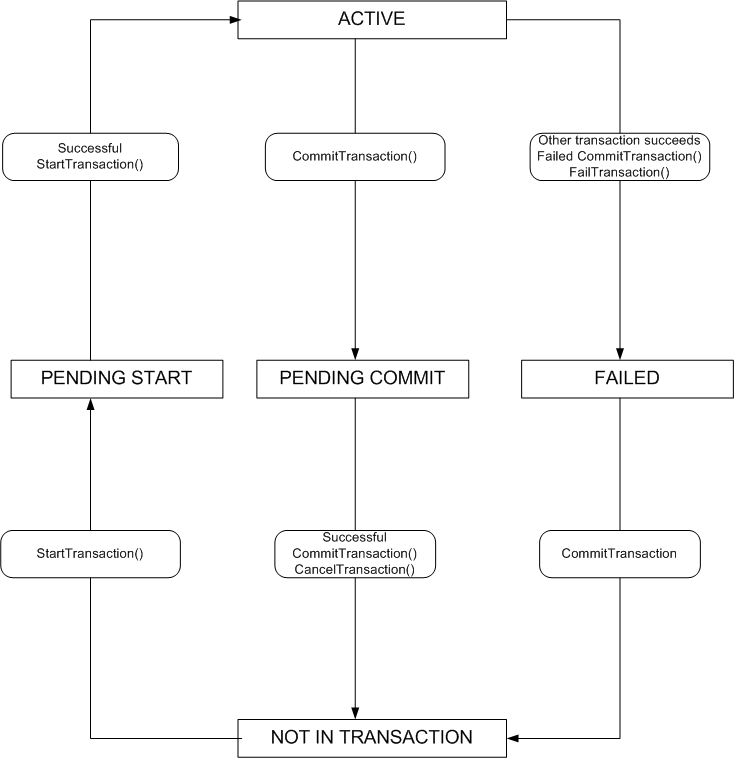 ACTIVE
Successful
StartTransaction()
CommitTransaction()
Other transaction succeeds
Failed CommitTransaction()
FailTransaction()
PENDING START
PENDING COMMIT
FAILED
StartTransaction()
Successful
CommitTransaction()
CancelTransaction()
CommitTransaction
NOT IN TRANSACTION